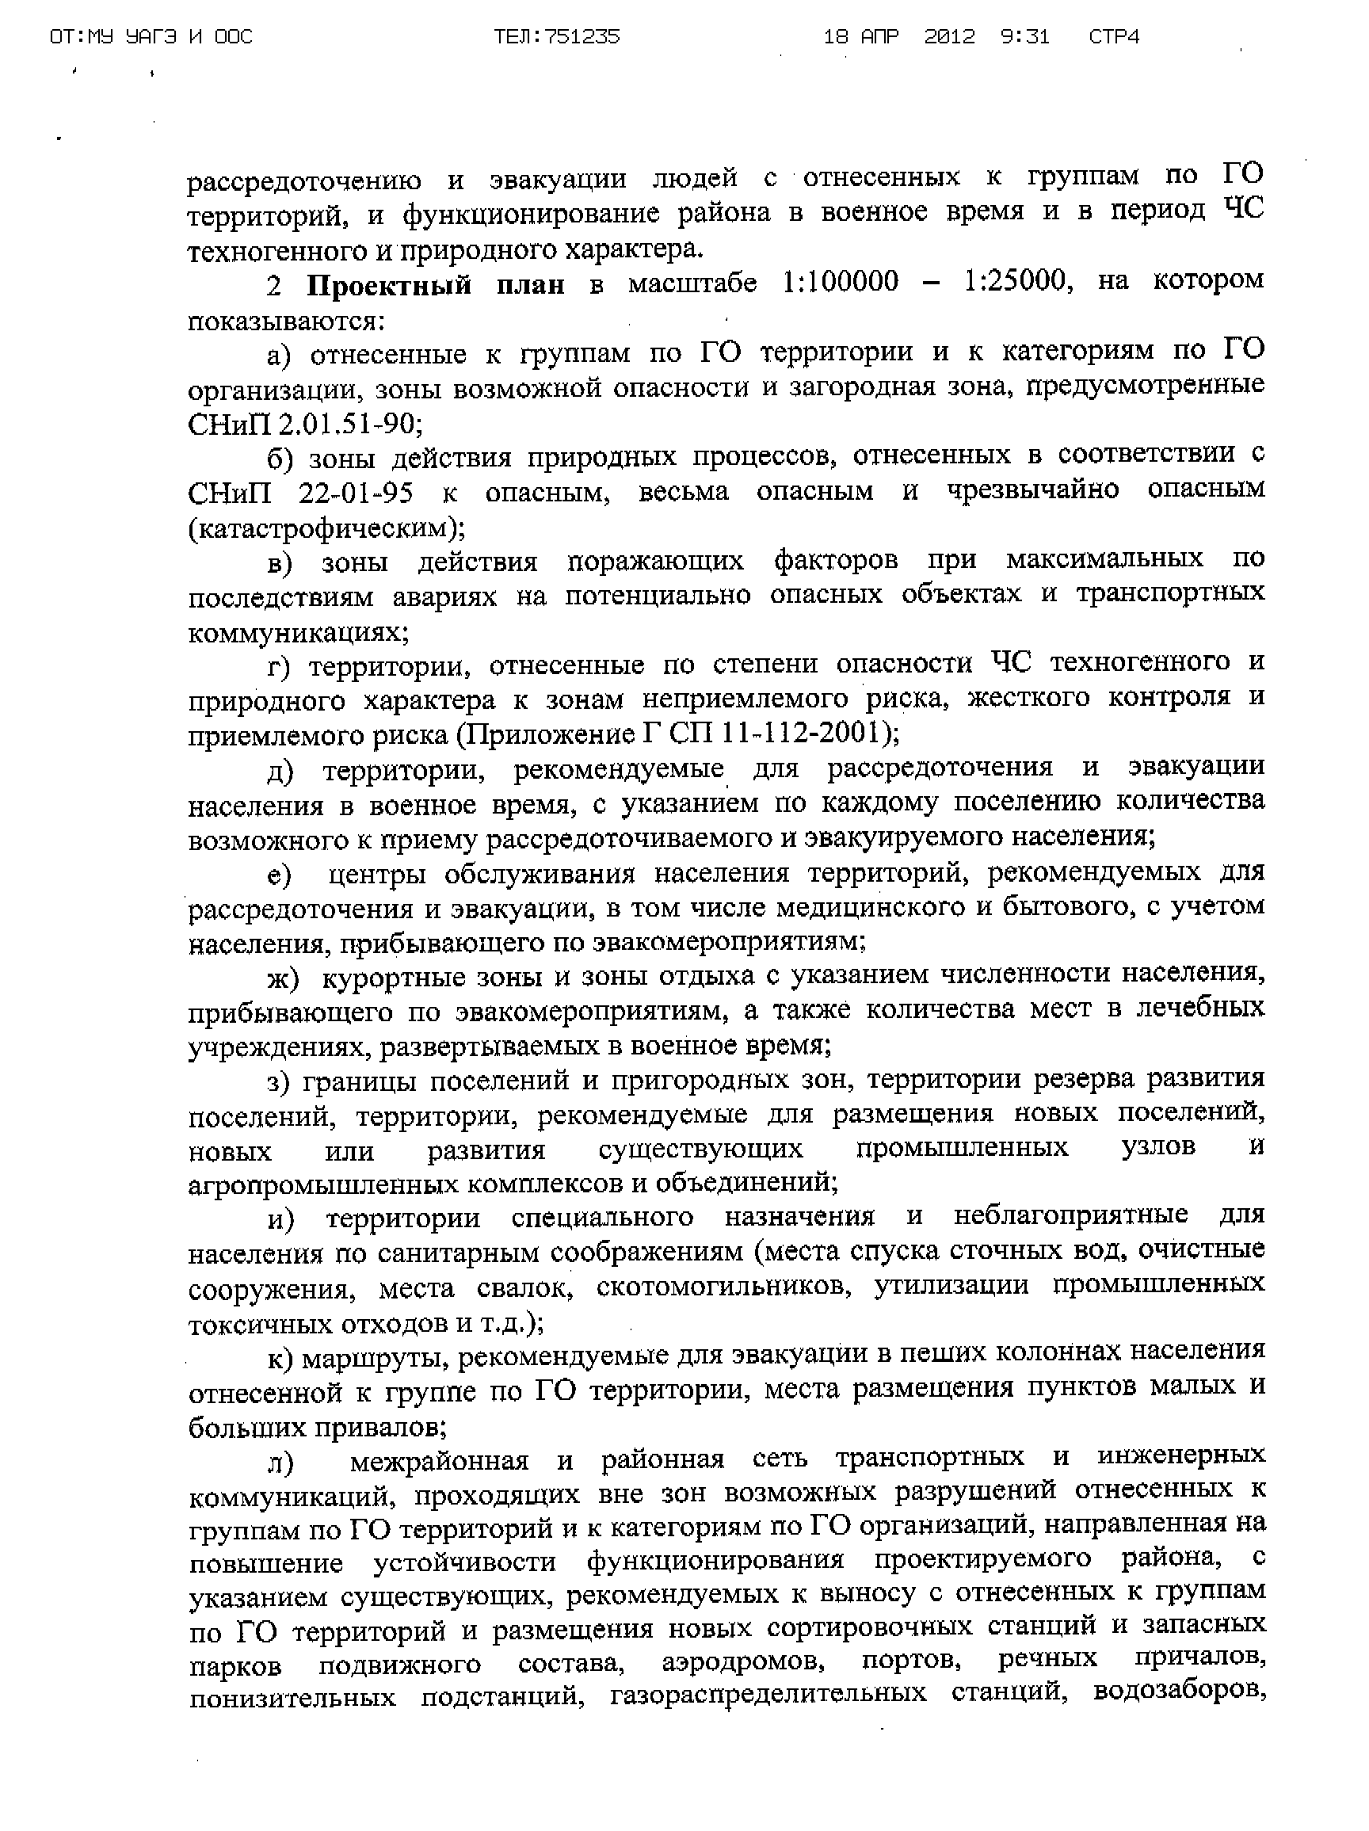 ОТ:МУ УАГЭ И ООС ТЕЛ:751235 18 АПР 2012 9:31 СТР4
рассредоточению и эвакуации людей с отнесенных к группам по ГО
территорий, и функционирование района в военное время и в период ЧС
техногенного и природного характера.
2 Проектный план в масштабе 1:100000 – 1:25000, на котором
показываются:
а) отнесенные к группам по ГО территории и к категориям по ГО
организации, зоны возможной опасности и загородная зона, предусмотренные
СНиП 2.01.51-90;
б) зоны действия природных процессов, отнесенных в соответствии с
СНиП 22-01-95 к опасным, весьма опасным и чрезвычайно опасным
(катастрофическим);
в) зоны действия поражающих факторов при максимальных по
последствиям авариях на потенциально опасных объектах и транспортных
коммуникациях;
г) территории, отнесенные по степени опасности ЧС техногенного и
природного характера к зонам неприемлемого риска, жесткого контроля и
приемлемого риска (Приложение Г СП 11-112-2001);
д) территории, рекомендуемые для рассредоточения и эвакуации
населения в военное время, с указанием по каждому поселению количества
возможного к приему рассредоточиваемого и эвакуируемого населения;
е) центры обслуживания населения территорий, рекомендуемых для
рассредоточения и эвакуации, в том числе медицинского и бытового, с учетом
населения, прибывающего по эвакомероприятиям;
ж) курортные зоны и зоны отдыха с указанием численности населения,
прибывающего по эвакомероприятиям, а также количества мест в лечебных
учреждениях, развертываемых в военное время;
з) границы поселений и пригородных зон, территории резерва развития
поселений, территории, рекомендуемые для размещения новых поселений,
новых или развития существующих промышленных узлов и
агропромышленных комплексов и объединений;
и) территории специального назначения и неблагоприятные для
населения по санитарным соображениям (места спуска сточных вод, очистные
сооружения, места свалок, скотомогильников, утилизации промышленных
токсичных отходов и т.д.);
к) маршруты, рекомендуемые для эвакуации в пеших колоннах населения
отнесенной к группе по ГО территории, места размещения пунктов малых и
больших привалов;
л) межрайонная и районная сеть транспортных и инженерных
коммуникаций, проходящих вне зон возможных разрушений отнесенных к
группам по ГО территорий и к категориям по ГО организаций, направленная на
повышение устойчивости функционирования проектируемого района, с
указанием существующих, рекомендуемых к выносу с отнесенных к группам
по ГО территорий и размещения новых сортировочных станций и запасных
парков подвижного состава, аэродромов, портов, речных причалов,
понизительных подстанций, газораспределительных станций, водозаборов,